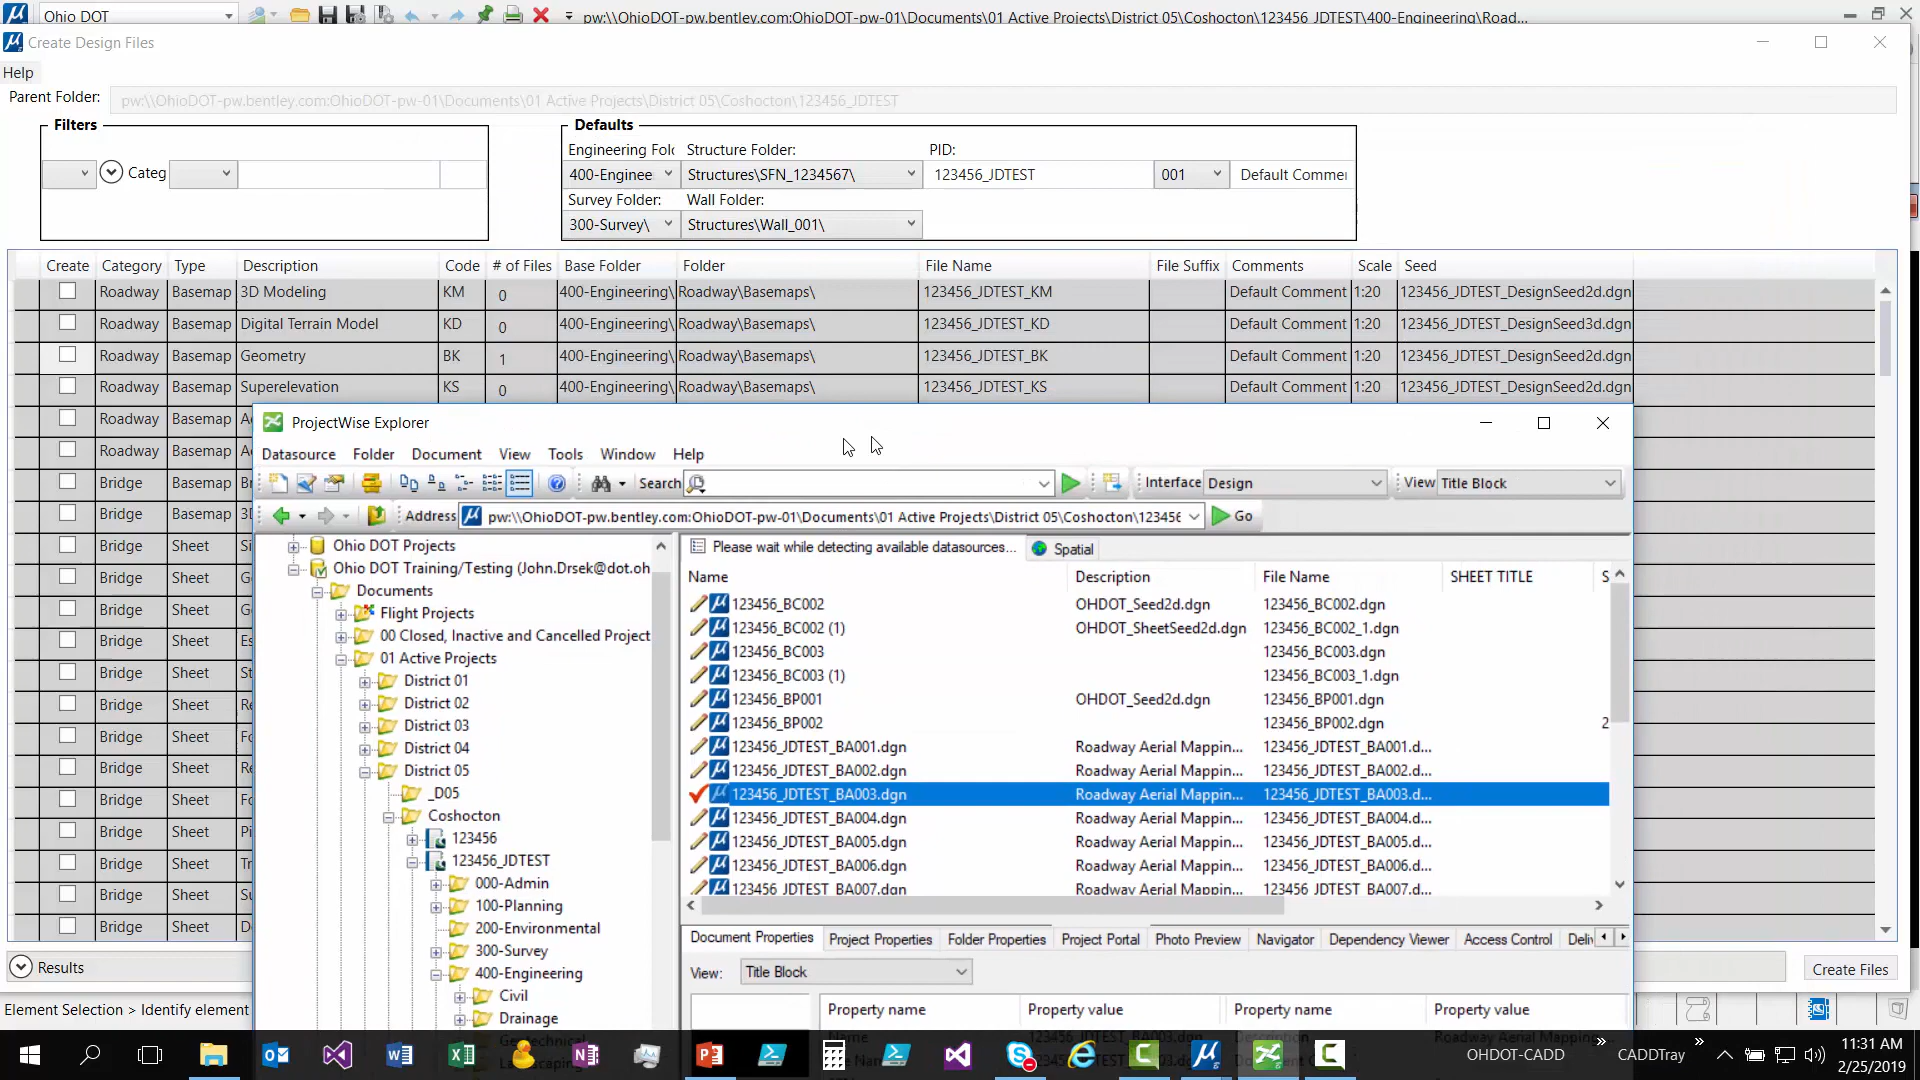 Ohio DOT
pw:\\OhioDOT-pw.bentley.com:OhioDOT-pw-01\Documents\01 Active Projects\District 05\Coshocton\123456_JDTEST\400-Engineering\Road...
Create Design Files
Help
Parent Folder: pw:\\OhioDOT-pw.bentley.com:OhioDOT-pw-01\Documents\01 Active Projects\District 05\Coshocton\123456_JDTEST
Filters
Categ
Defaults
Engineering Fol Structure Folder: PID:
400-Enginee Structures\SFN_1234567\ 123456_JDTEST 001 Default Comme
Survey Folder: Wall Folder:
300-Survey\ Structures\Wall_001\
Create Category Type Description Code # of Files Base Folder Folder File Name File Suffix Comments Scale Seed
Roadway Basemap 3D Modeling KM 0 400-Engineering\ Roadway\Basemaps\ 123456_JDTEST_KM Default Comment 1:20 123456_JDTEST_DesignSeed2d.dgn
Roadway Basemap Digital Terrain Model KD 0 400-Engineering\ Roadway\Basemaps\ 123456_JDTEST_KD Default Comment 1:20 123456_JDTEST_DesignSeed3d.dgn
Roadway Basemap Geometry BK 1 400-Engineering\ Roadway\Basemaps\ 123456_JDTEST_BK Default Comment 1:20 123456_JDTEST_DesignSeed2d.dgn
Roadway Basemap Superelevation KS 0 400-Engineering\ Roadway\Basemaps\ 123456_JDTEST_KS Default Comment 1:20 123456_JDTEST_DesignSeed2d.dgn
Roadway Basemap
Roadway Basemap
Bridge Basemap
Bridge Basemap 3D
Bridge Sheet
Bridge Sheet
Bridge Sheet
Bridge Sheet
Bridge Sheet
Bridge Sheet
Bridge Sheet
Bridge Sheet
Bridge Sheet
Bridge Sheet
Bridge Sheet
Bridge Sheet
Bridge Sheet
Results
Create Files
Element Selection > Identify element
ProjectWise Explorer
Datasource Folder Document View Tools Window Help
Search Interface Design View Title Block
Address pw:\\OhioDOT-pw.bentley.com:OhioDOT-pw-01\Documents\01 Active Projects\District 05\Coshocton\123456 Go
Ohio DOT Projects
Ohio DOT Training/Testing (John.Drsek@dot.oh
Documents
Flight Projects
00 Closed, Inactive and Cancelled Project
01 Active Projects
District 01
District 02
District 03
District 04
District 05
_D05
Coshocton
123456
123456_JDTEST
000-Admin
100-Planning
200-Environmental
300-Survey
400-Engineering
Civil
Drainage
Please wait while detecting available datasources... Spatial
Name Description File Name SHEET TITLE S
123456_BC002 OHDOT_Seed2d.dgn 123456_BC002.dgn
123456_BC002 (1) OHDOT_SheetSeed2d.dgn 123456_BC002_1.dgn
123456_BC003 123456_BC003.dgn
123456_BC003 (1) 123456_BC003_1.dgn
123456_BP001 OHDOT_Seed2d.dgn 123456_BP001.dgn
123456_BP002 123456_BP002.dgn 2
123456_JDTEST_BA001.dgn Roadway Aerial Mappin... 123456_JDTEST_BA001.d...
123456_JDTEST_BA002.dgn Roadway Aerial Mappin... 123456_JDTEST_BA002.d...
123456_JDTEST_BA003.dgn Roadway Aerial Mappin... 123456_JDTEST_BA003.d...
123456_JDTEST_BA004.dgn Roadway Aerial Mappin... 123456_JDTEST_BA004.d...
123456_JDTEST_BA005.dgn Roadway Aerial Mappin... 123456_JDTEST_BA005.d...
123456_JDTEST_BA006.dgn Roadway Aerial Mappin... 123456_JDTEST_BA006.d...
123456_JDTEST_BA007.dgn Roadway Aerial Mappin... 123456_JDTEST_BA007.d...
Document Properties Project Properties Folder Properties Project Portal Photo Preview Navigator Dependency Viewer Access Control Deli
View: Title Block
Property name Property value Property name Property value
OHDOT-CADD CADDTray
11:31 AM
2/25/2019